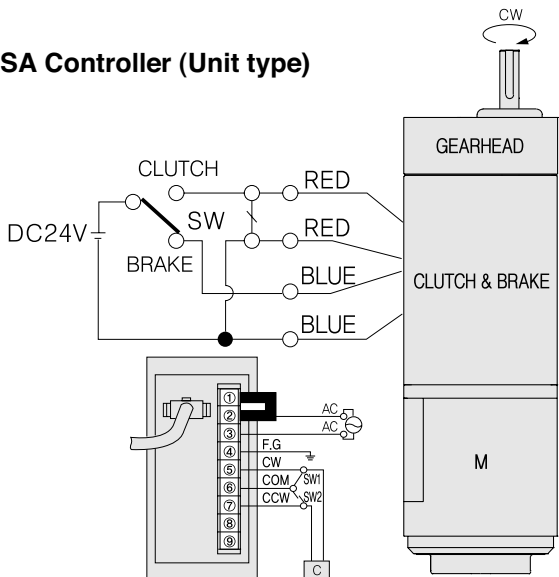 CW
SA Controller (Unit type)
GEARHEAD
CLUTCH
RED
DC24V
SW
RED
BRAKE
BLUE
CLUTCH & BRAKE
BLUE
①
② AC
③ AC
④ F.G
⑤ CW
⑥ COM SW1
⑦ CCW SW2
⑧
⑨
M
C